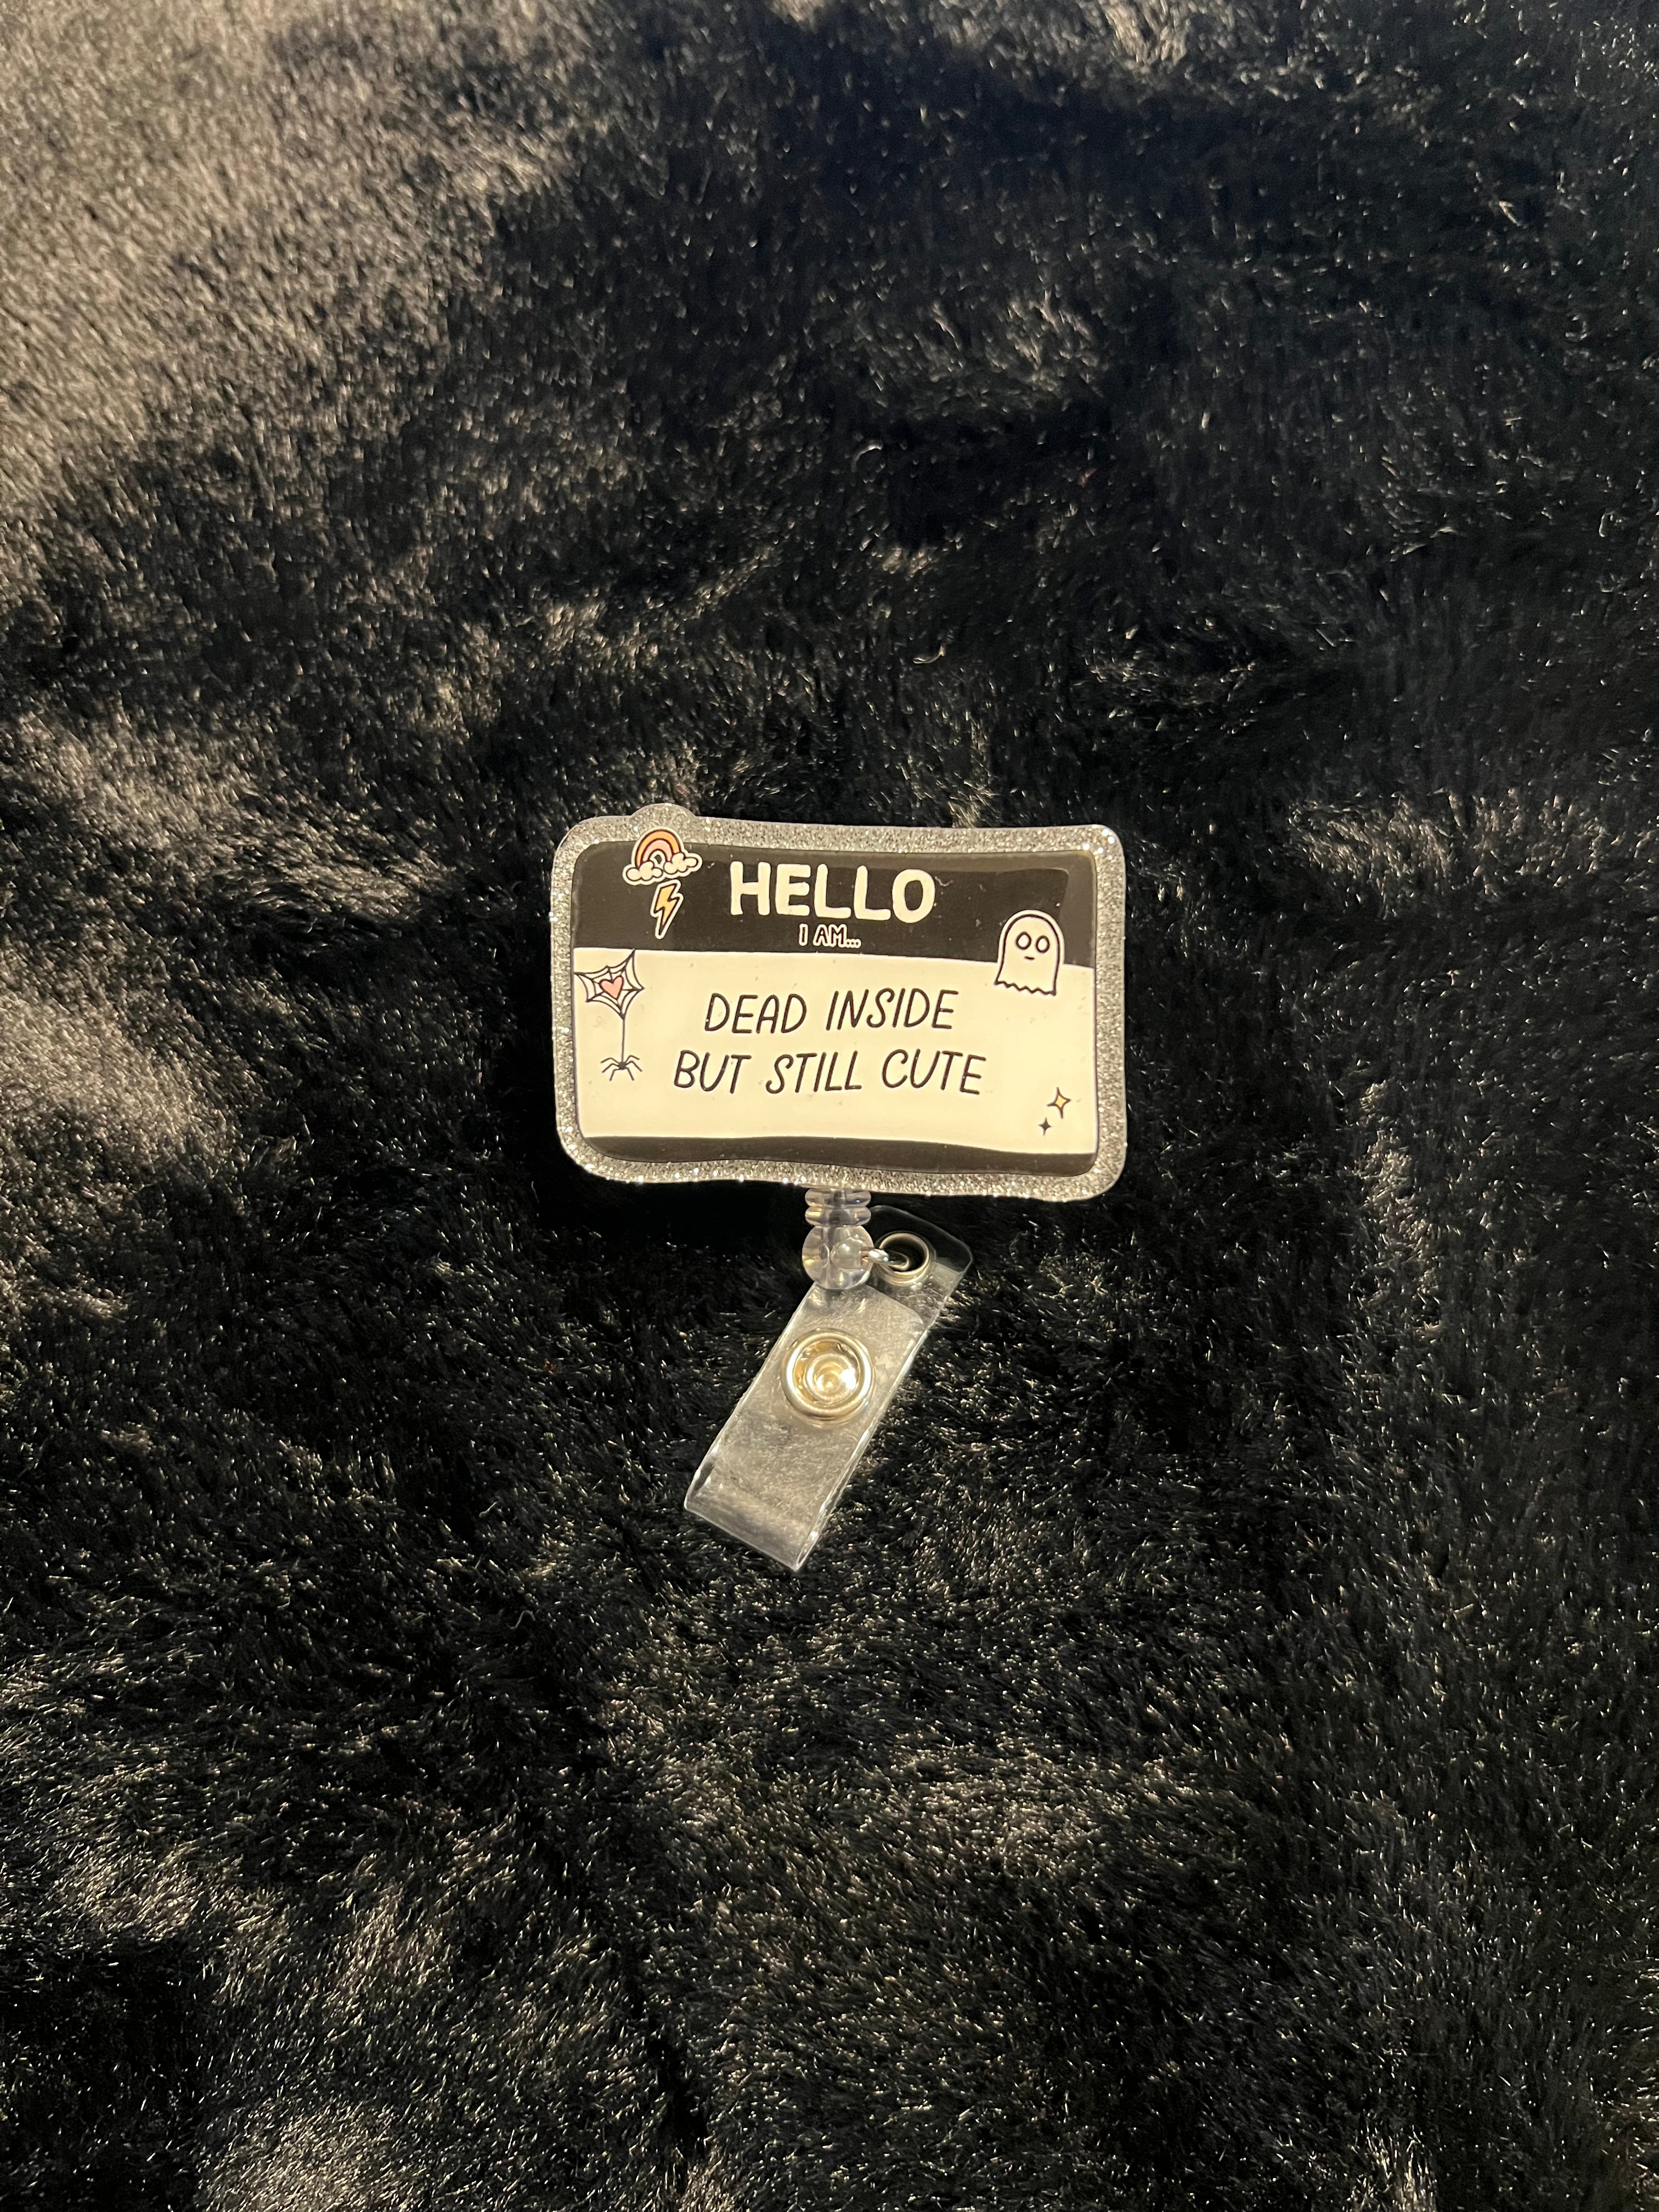 HELLO
I AM...
DEAD INSIDE
BUT STILL CUTE